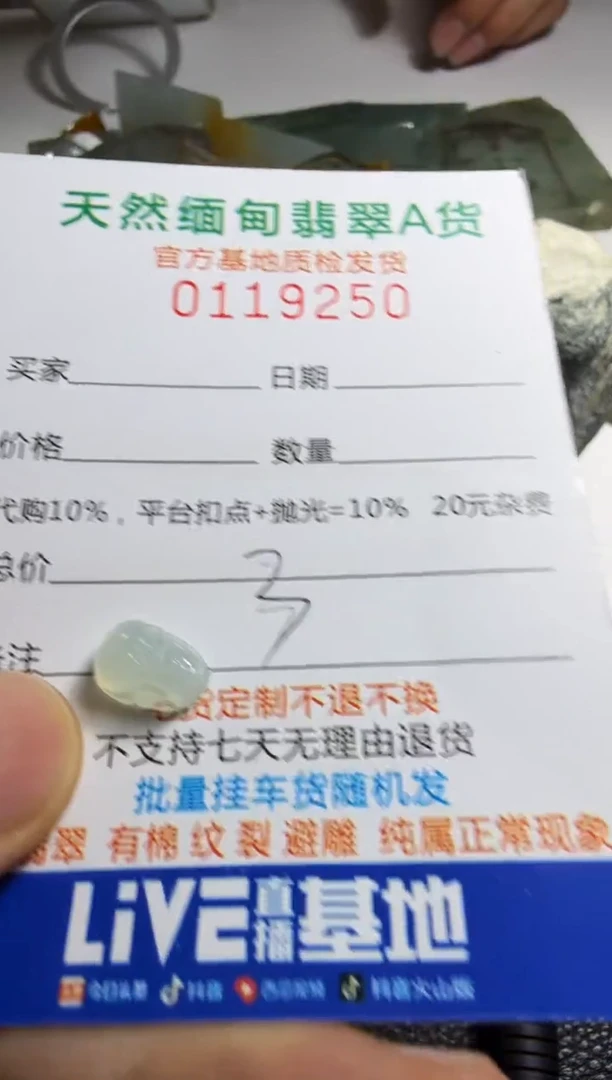 天然缅甸翡翠A货
官方基地质检发货
0119250
买家 日期
价格 数量
代购10%，平台扣点+抛光=10% 20元杂费
总价
注
货定制不退不换
不支持七天无理由退货
批量挂车货随机发
翡翠 有棉 纹 裂 避雕 纯属正常现象
LiVE直播基地
今日头条 抖音 西瓜视频 抖音火山版